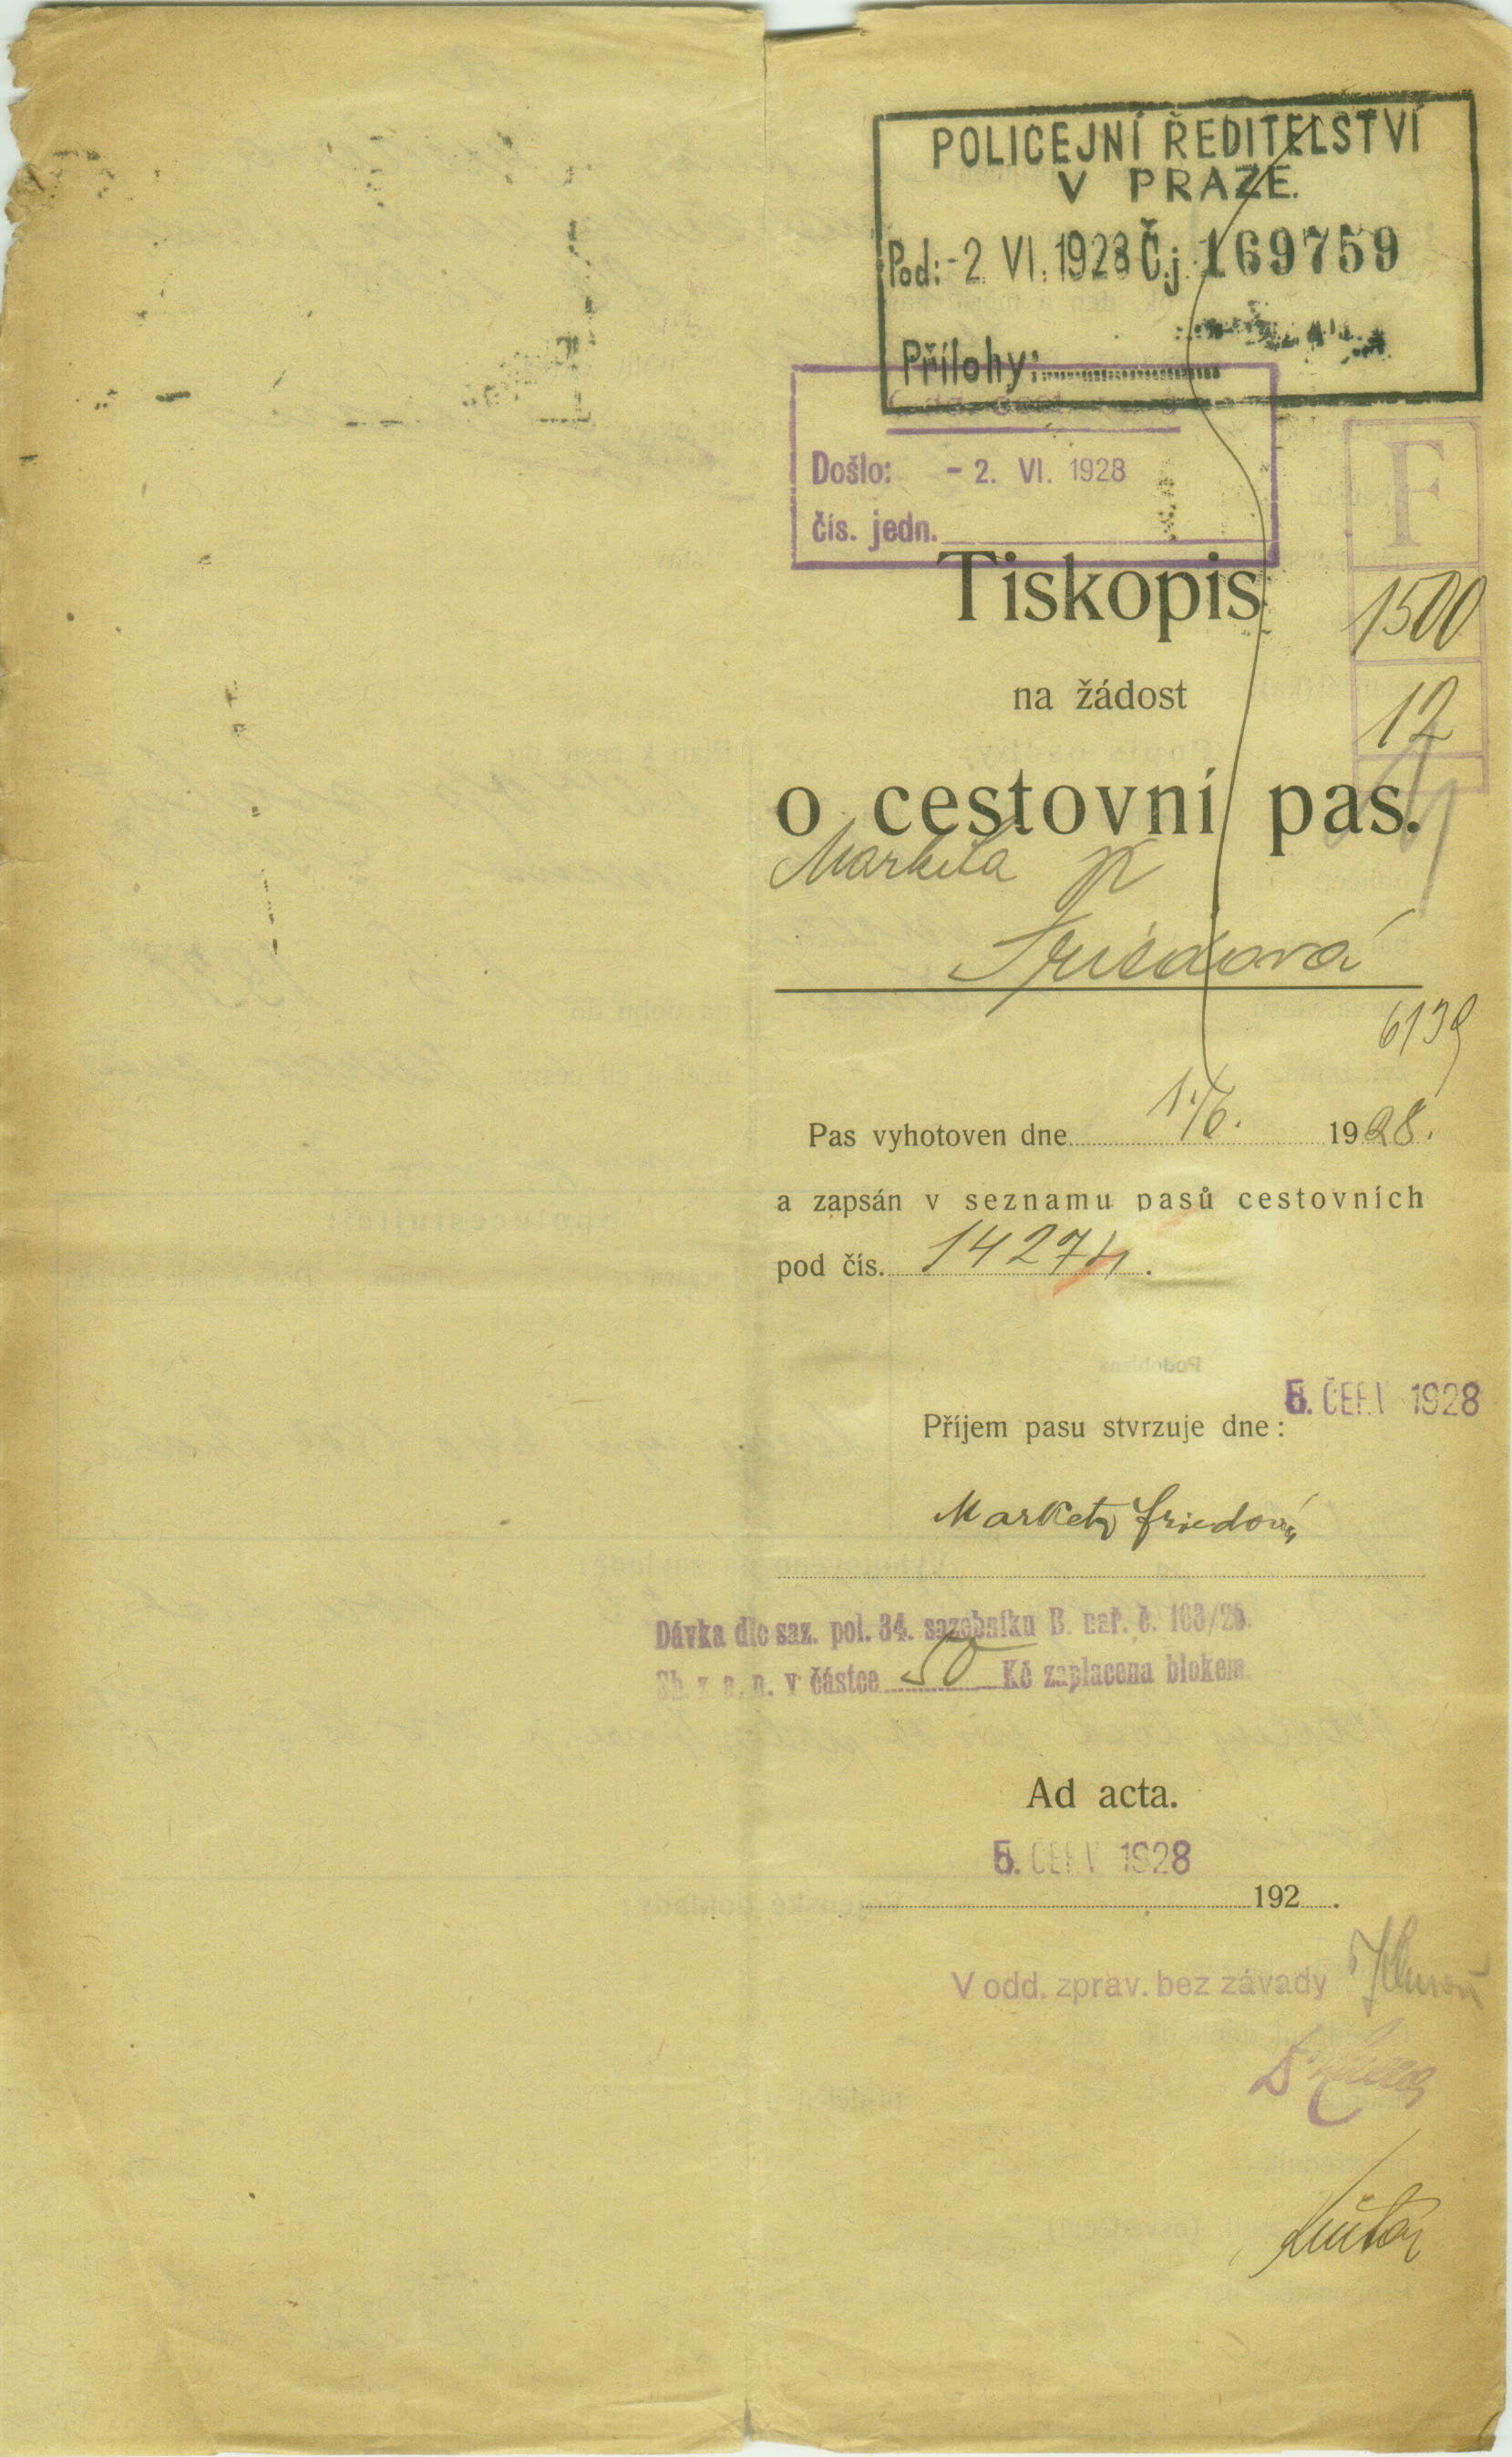 POLICEJNÍ ŘEDITELSTVÍ
V PRAZE.
Pod: - 2 VI. 1928 Č.j. 169759
Přílohy:
Došlo: - 2. VI. 1928
čís. jedn.
F
1500
12
Tiskopis
na žádost
o cestovní pas.
Markéta
Friedová
6139
Pas vyhotoven dne 1./6. 1928.
a zapsán v seznamu pasů cestovních
pod čís. 14274.
5. ČERV 1928
Příjem pasu stvrzuje dne:
Marketa Friedová
Dávka dle saz. pol. 34. sazebníku B. nař. č. 163/26.
Sb. z. a. n. v částce 50 Kč zaplacena blokem.
Ad acta.
5. ČERV 1928
192 .
V odd. zprav. bez závady